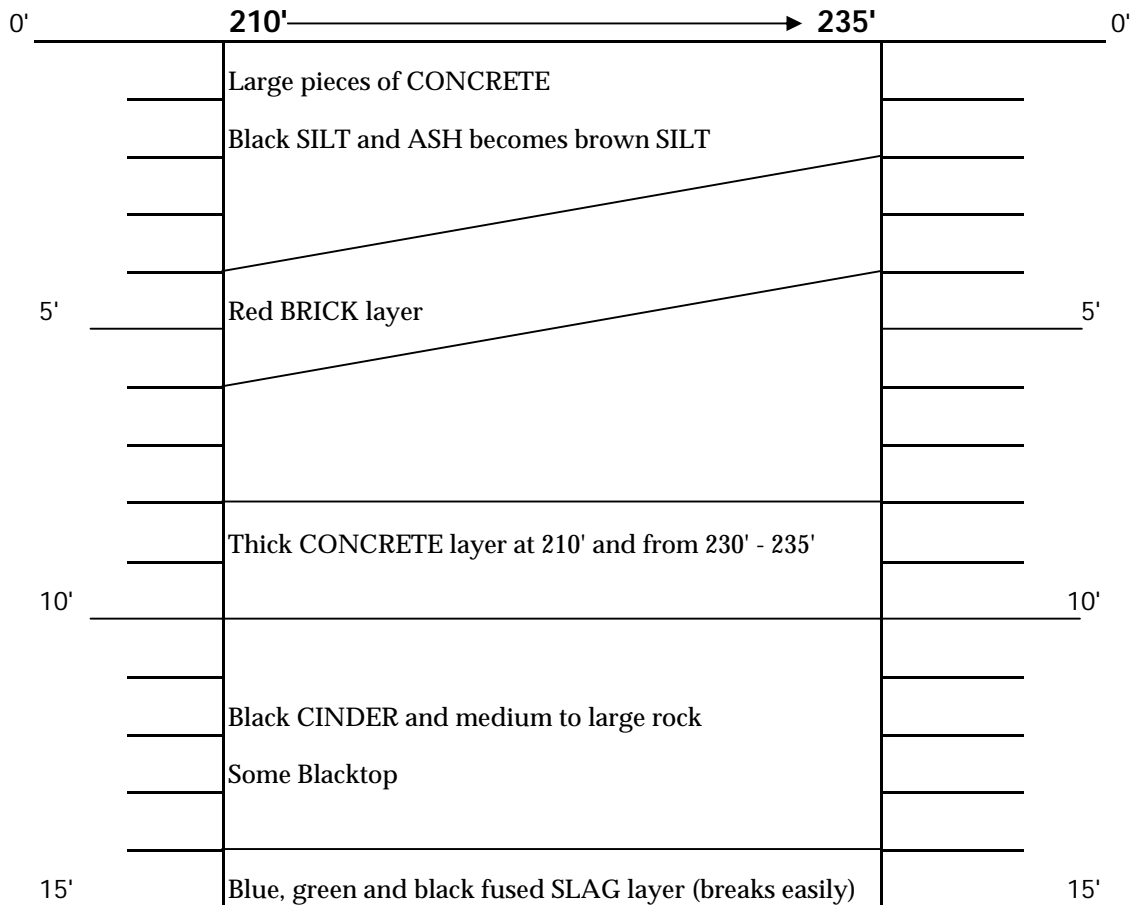 0' 210' 235' 0'
Large pieces of CONCRETE
Black SILT and ASH becomes brown SILT
5' Red BRICK layer 5'
Thick CONCRETE layer at 210' and from 230' - 235'
10' 10'
Black CINDER and medium to large rock
Some Blacktop
15' Blue, green and black fused SLAG layer (breaks easily) 15'